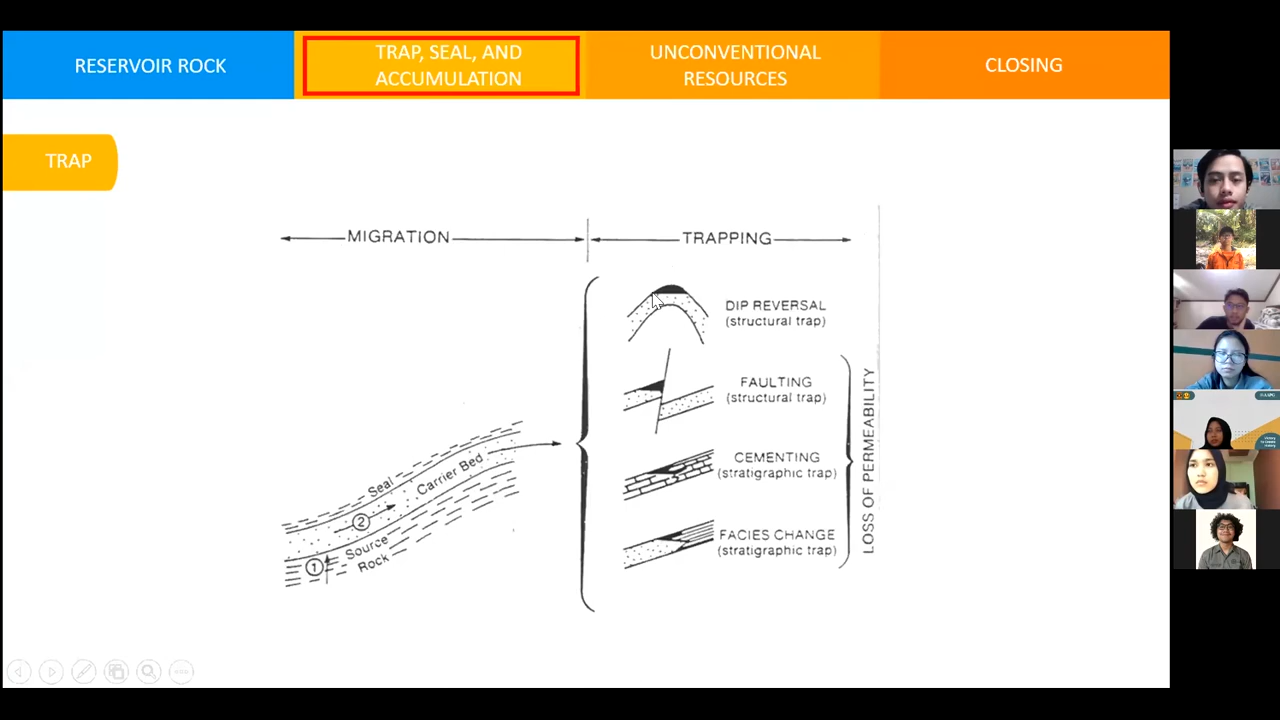 RESERVOIR ROCK
TRAP, SEAL, AND
ACCUMULATION
UNCONVENTIONAL
RESOURCES
CLOSING
TRAP
MIGRATION
TRAPPING
DIP REVERSAL
(structural trap)
FAULTING
(structural trap)
CEMENTING
(stratigraphic trap)
FACIES CHANGE
(stratigraphic trap)
LOSS OF PERMEABILITY
Seal
Carrier Bed
2
Source
Rock
1